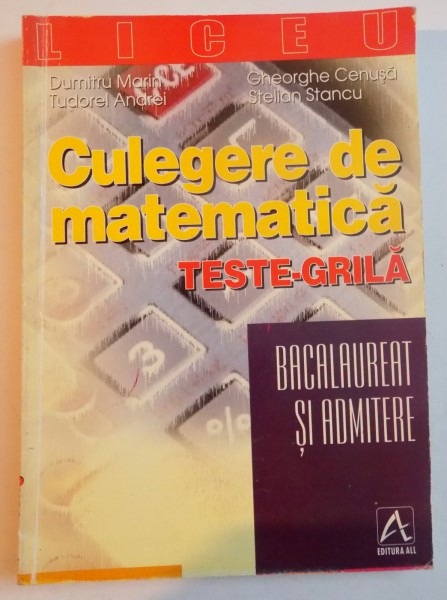 LICEU
Dumitru Marin
Tudorel Andrei
Gheorghe Cenușă
Stelian Stancu
Culegere de
matematică
TESTE-GRILĂ
BACALAUREAT
ȘI ADMITERE
3
%
A
EDITURA ALL